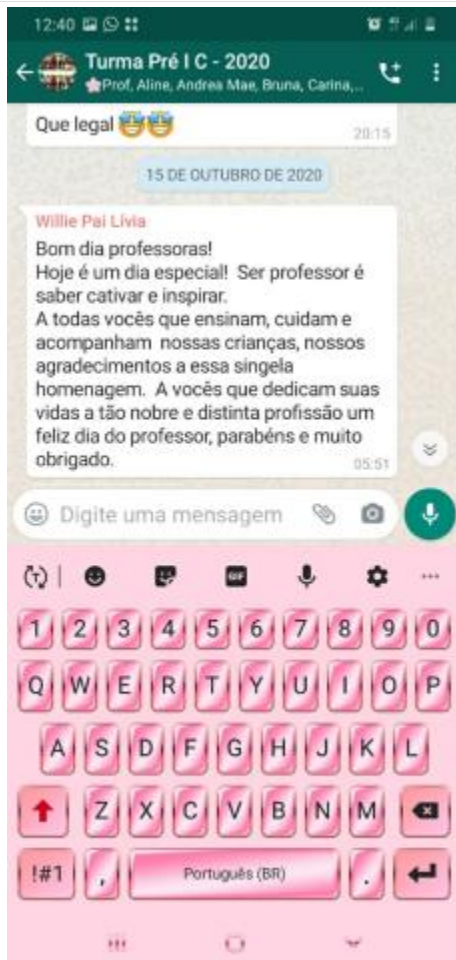 12:40
Turma Pré I C - 2020
Prof, Aline, Andrea Mae, Bruna, Carina,...
Que legal
20:15
15 DE OUTUBRO DE 2020
Willie Pai Lívia
Bom dia professoras!
Hoje é um dia especial!  Ser professor é
saber cativar e inspirar.
A todas vocês que ensinam, cuidam e
acompanham  nossas crianças, nossos
agradecimentos a essa singela
homenagem.  A vocês que dedicam suas
vidas a tão nobre e distinta profissão um
feliz dia do professor, parabéns e muito
obrigado.
05:51
Digite uma mensagem
GIF
1 2 3 4 5 6 7 8 9 0
Q W E R T Y U I O P
A S D F G H J K L
Z X C V B N M
!#1 , Português (BR) .